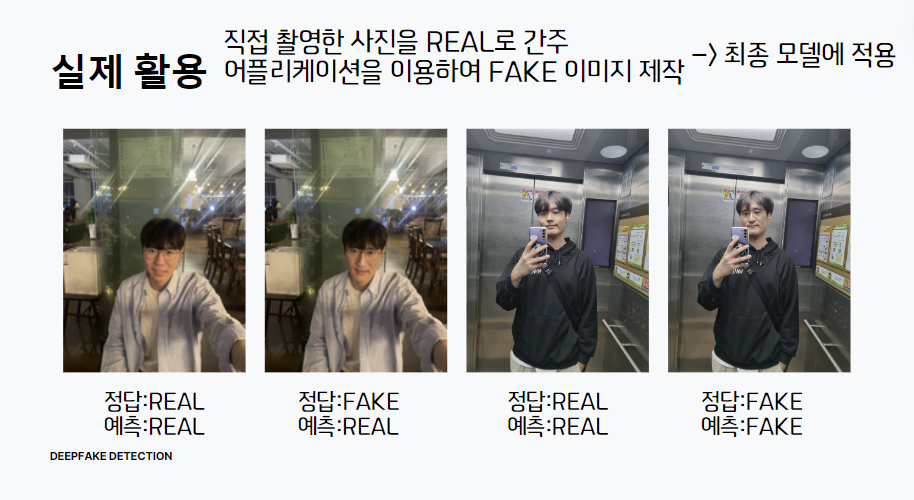 실제 활용
직접 촬영한 사진을 REAL로 간주
어플리케이션을 이용하여 FAKE 이미지 제작
–> 최종 모델에 적용
정답:REAL
예측:REAL
정답:FAKE
예측:REAL
정답:REAL
예측:REAL
정답:FAKE
예측:FAKE
DEEPFAKE DETECTION